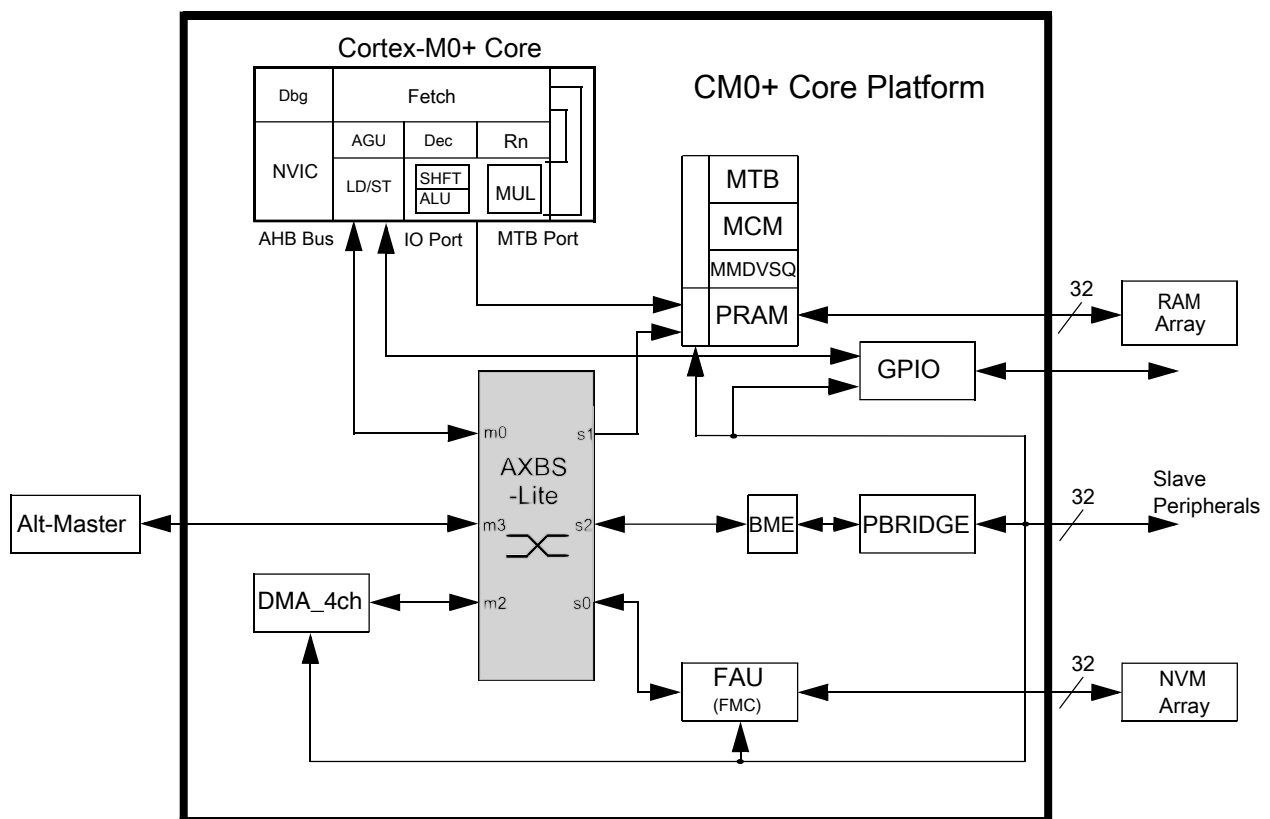 Cortex-M0+ Core
CM0+ Core Platform
Dbg
Fetch
AGU
Dec
Rn
NVIC
LD/ST
SHFT
ALU
MUL
AHB Bus
IO Port
MTB Port
MTB
MCM
MMDVSQ
PRAM
32
RAM
Array
GPIO
m0
s1
AXBS
-Lite
Alt-Master
m3
s2
BME
PBRIDGE
32
Slave
Peripherals
DMA_4ch
m2
s0
FAU
(FMC)
32
NVM
Array